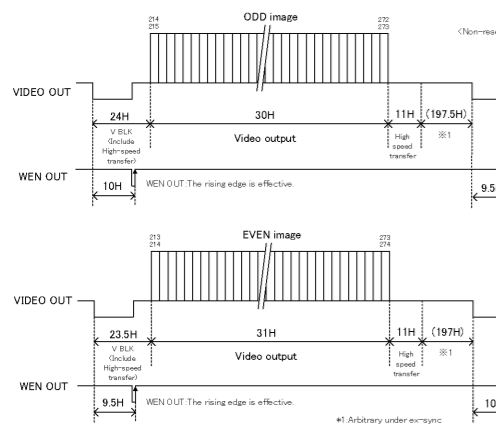 ODD image
214 272
215 273
<Non-rese
VIDEO OUT
24H 30H 11H (197.5H)
V BLK
(Include
High-speed
transfer)
Video output
High
speed
transfer
※1
WEN OUT
WEN OUT:The rising edge is effective.
10H 9.5
EVEN image
213 273
214 274
VIDEO OUT
23.5H 31H 11H (197H)
V BLK
(Include
High-speed
transfer)
Video output
High
speed
transfer
※1
WEN OUT
WEN OUT:The rising edge is effective.
9.5H 10
*1:Arbitrary under ex-sync